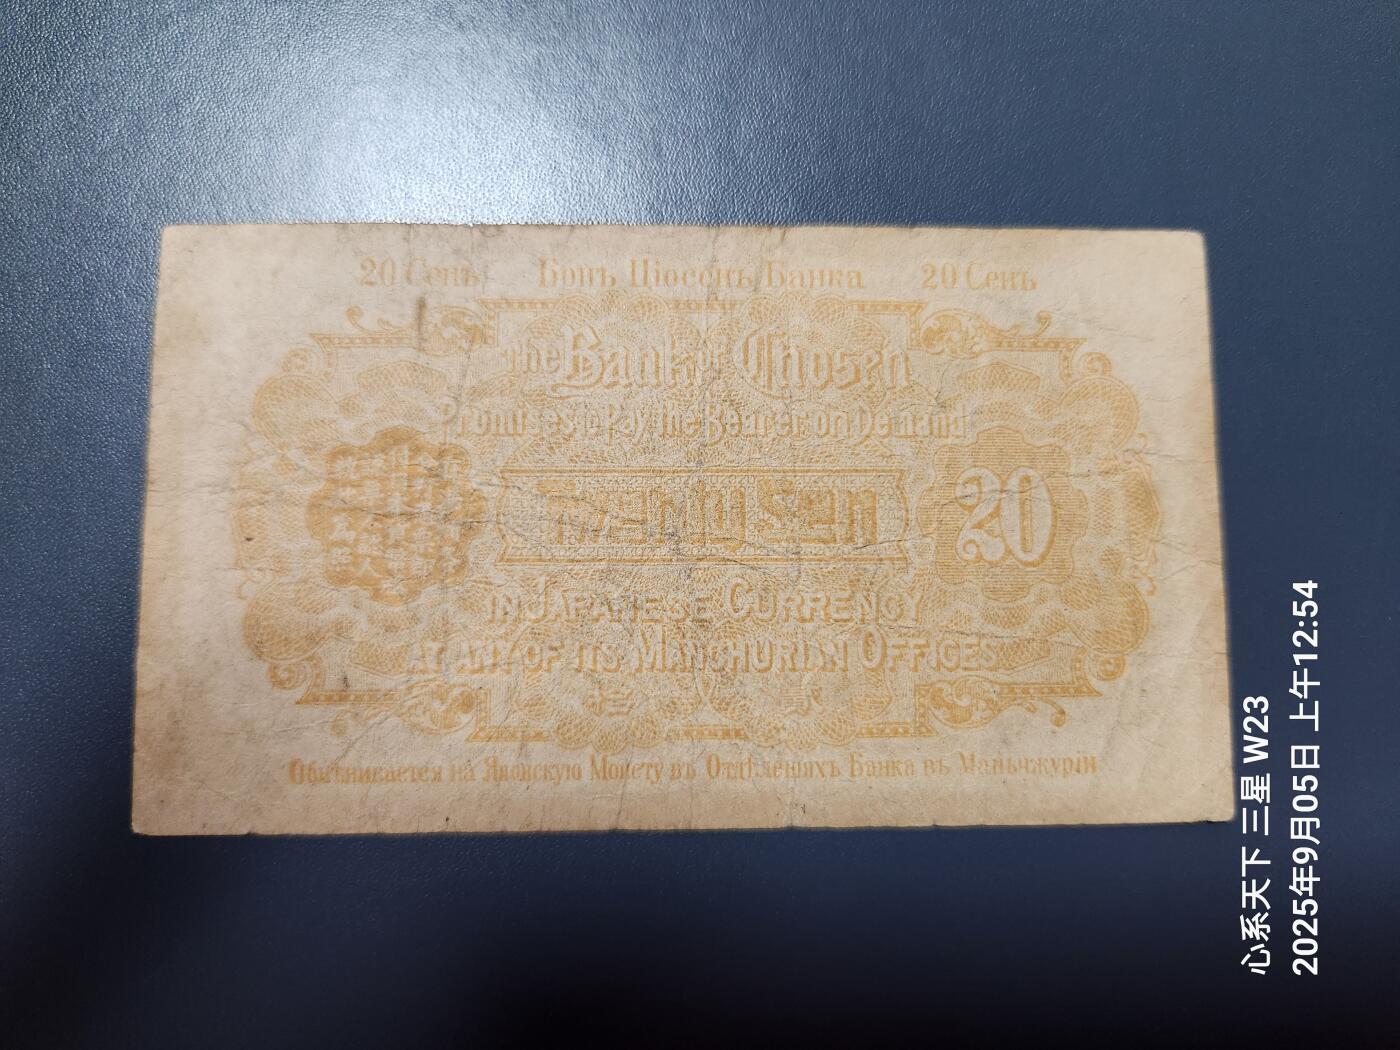 20 Сенъ Бонъ Цiосенъ Банка 20 Сенъ
The Bank of Chosen
Promises to Pay the Bearer on Demand
Twenty Sen
20
IN JAPANESE CURRENCY
AT ANY OF ITS MANCHURIAN OFFICES
Обмѣнивается на Японскую Монету въ Отдѣленiяхъ Банка въ Маньчжурiи
心系天下 三星 W23
2025年9月05日 上午12:54